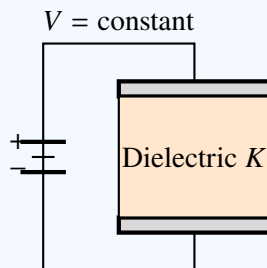 V = constant
+
−
Dielectric K